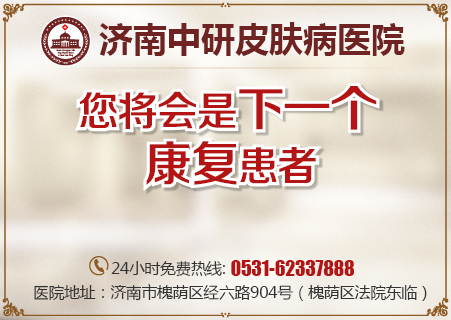 济南中研皮肤病医院
您将会是下一个
康复患者
24小时免费热线: 0531-62337888
医院地址：济南市槐荫区经六路904号（槐荫区法院东临）